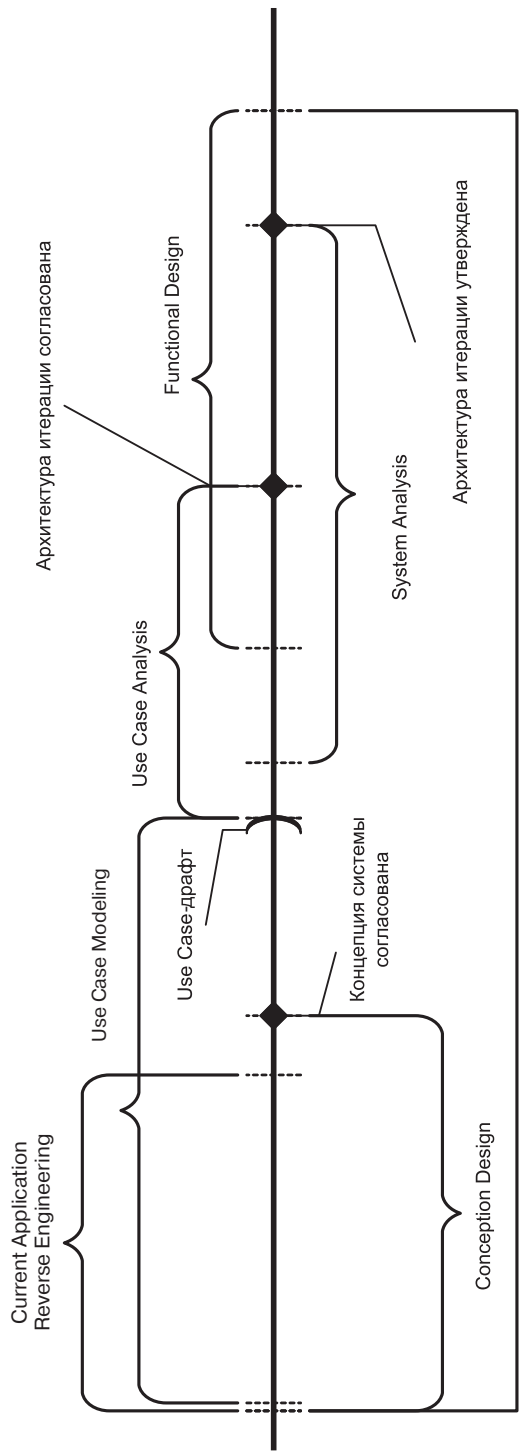 Current Application
Reverse Engineering
Use Case Modeling
Use Case Analysis
Архитектура итерации согласована
Functional Design
Use Case-драфт
Концепция системы
согласована
System Analysis
Архитектура итерации утверждена
Conception Design